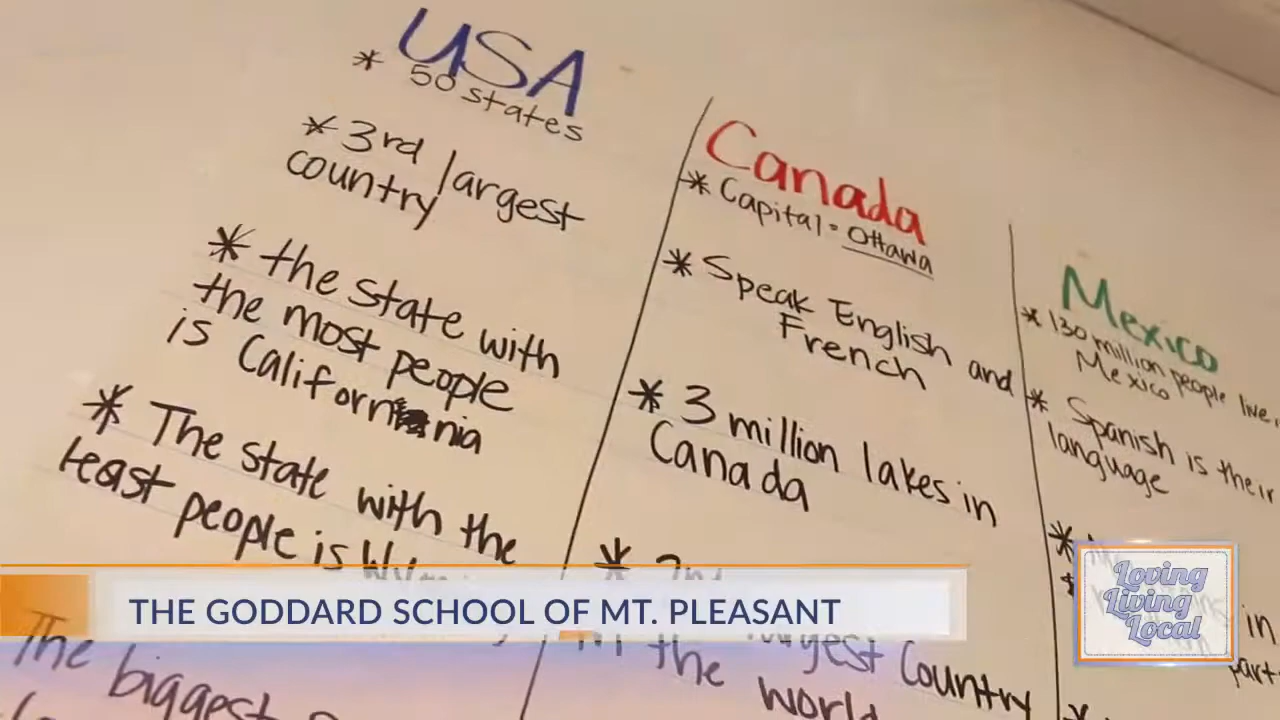 USA
* 50 states
* 3rd largest
country
* the state with
the most people
is California
* The state with the
least people is
The biggest
Canada
* Capital = Ottawa
* Speak English and
French
* 3 million lakes in
Canada
* 2nd
largest country
in the
world
Mexico
* 130 million people live
Mexico
* Spanish is their
language
*
in
part
THE GODDARD SCHOOL OF MT. PLEASANT
Loving
Living
Local